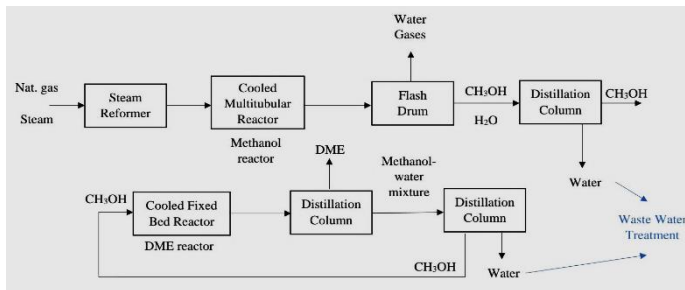 Water
Gases
Nat. gas
Steam
Steam
Reformer
Cooled
Multitubular
Reactor
Methanol
reactor
Flash
Drum
CH3OH
H2O
Distillation
Column
CH3OH
Water
Waste Water
Treatment
CH3OH
Cooled Fixed
Bed Reactor
DME reactor
DME
Distillation
Column
Methanol-
water
mixture
Distillation
Column
CH3OH
Water